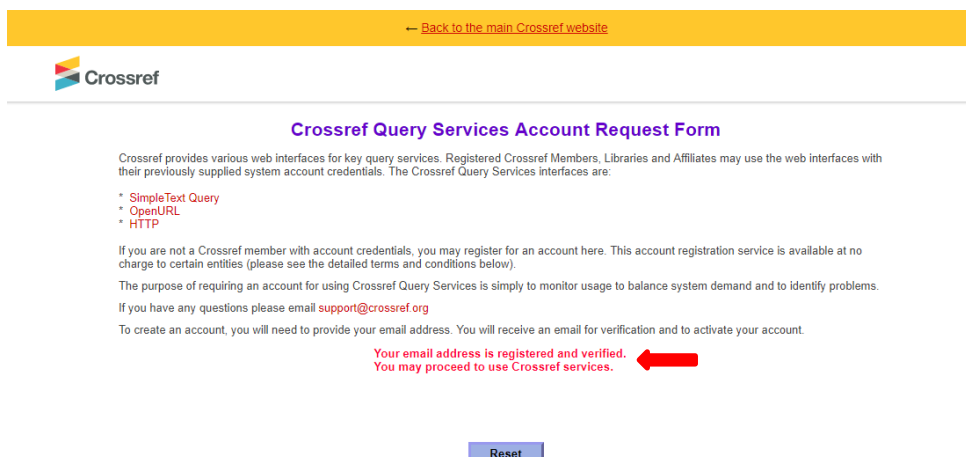 ← Back to the main Crossref website
Crossref
Crossref Query Services Account Request Form
Crossref provides various web interfaces for key query services. Registered Crossref Members, Libraries and Affiliates may use the web interfaces with
their previously supplied system account credentials. The Crossref Query Services interfaces are:
* SimpleText Query
* OpenURL
* HTTP
If you are not a Crossref member with account credentials, you may register for an account here. This account registration service is available at no
charge to certain entities (please see the detailed terms and conditions below).
The purpose of requiring an account for using Crossref Query Services is simply to monitor usage to balance system demand and to identify problems.
If you have any questions please email support@crossref.org
To create an account, you will need to provide your email address. You will receive an email for verification and to activate your account.
Your email address is registered and verified.
You may proceed to use Crossref services.
Reset